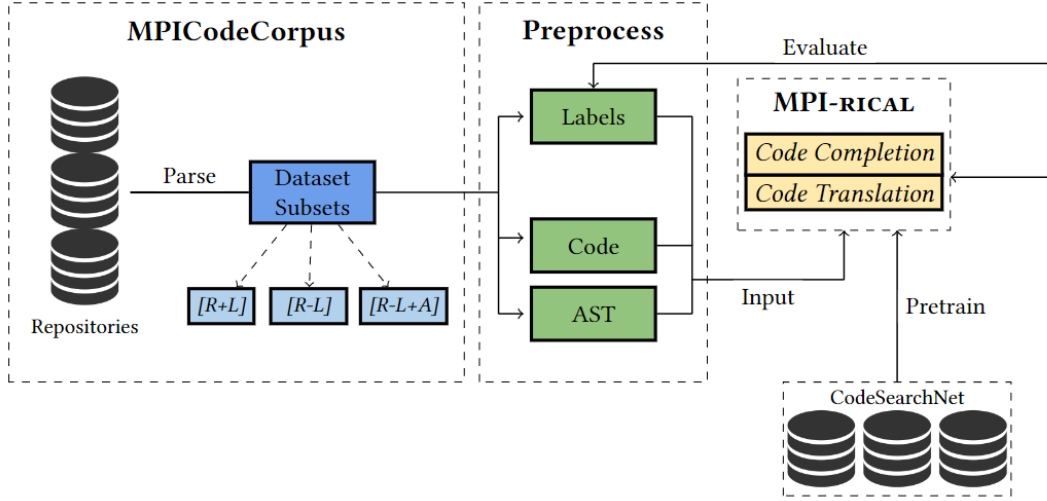 MPICodeCorpus
Repositories
Parse
Dataset
Subsets
[R+L]
[R-L]
[R-L+A]
Preprocess
Labels
Code
AST
Evaluate
MPI-RICAL
Code Completion
Code Translation
Input
Pretrain
CodeSearchNet